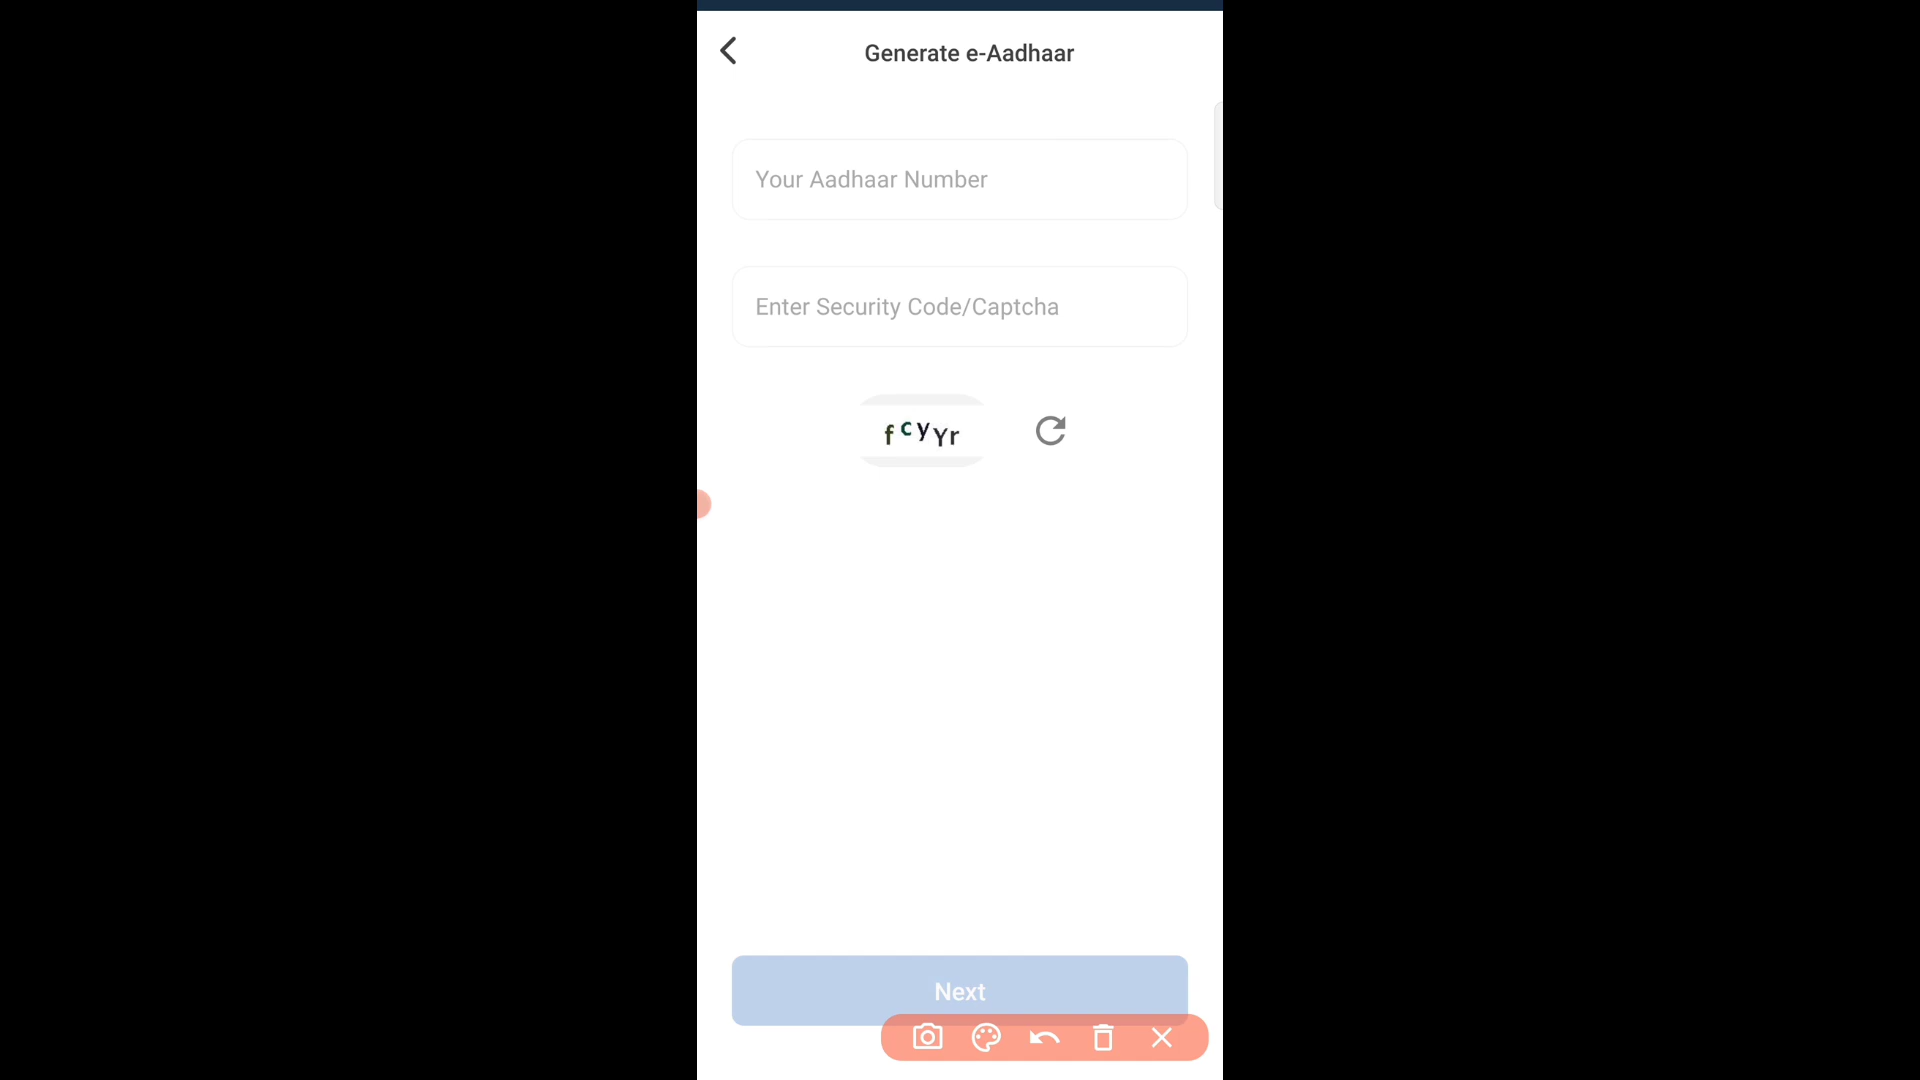 Generate e-Aadhaar
Your Aadhaar Number
Enter Security Code/Captcha
fcyYr
Next